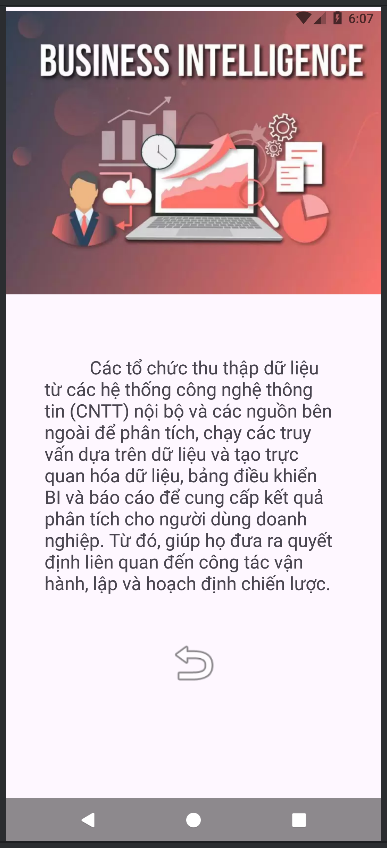 6:07
BUSINESS INTELLIGENCE
Các tổ chức thu thập dữ liệu
từ các hệ thống công nghệ thông
tin (CNTT) nội bộ và các nguồn bên
ngoài để phân tích, chạy các truy
vấn dựa trên dữ liệu và tạo trực
quan hóa dữ liệu, bảng điều khiển
BI và báo cáo để cung cấp kết quả
phân tích cho người dùng doanh
nghiệp. Từ đó, giúp họ đưa ra quyết
định liên quan đến công tác vận
hành, lập và hoạch định chiến lược.